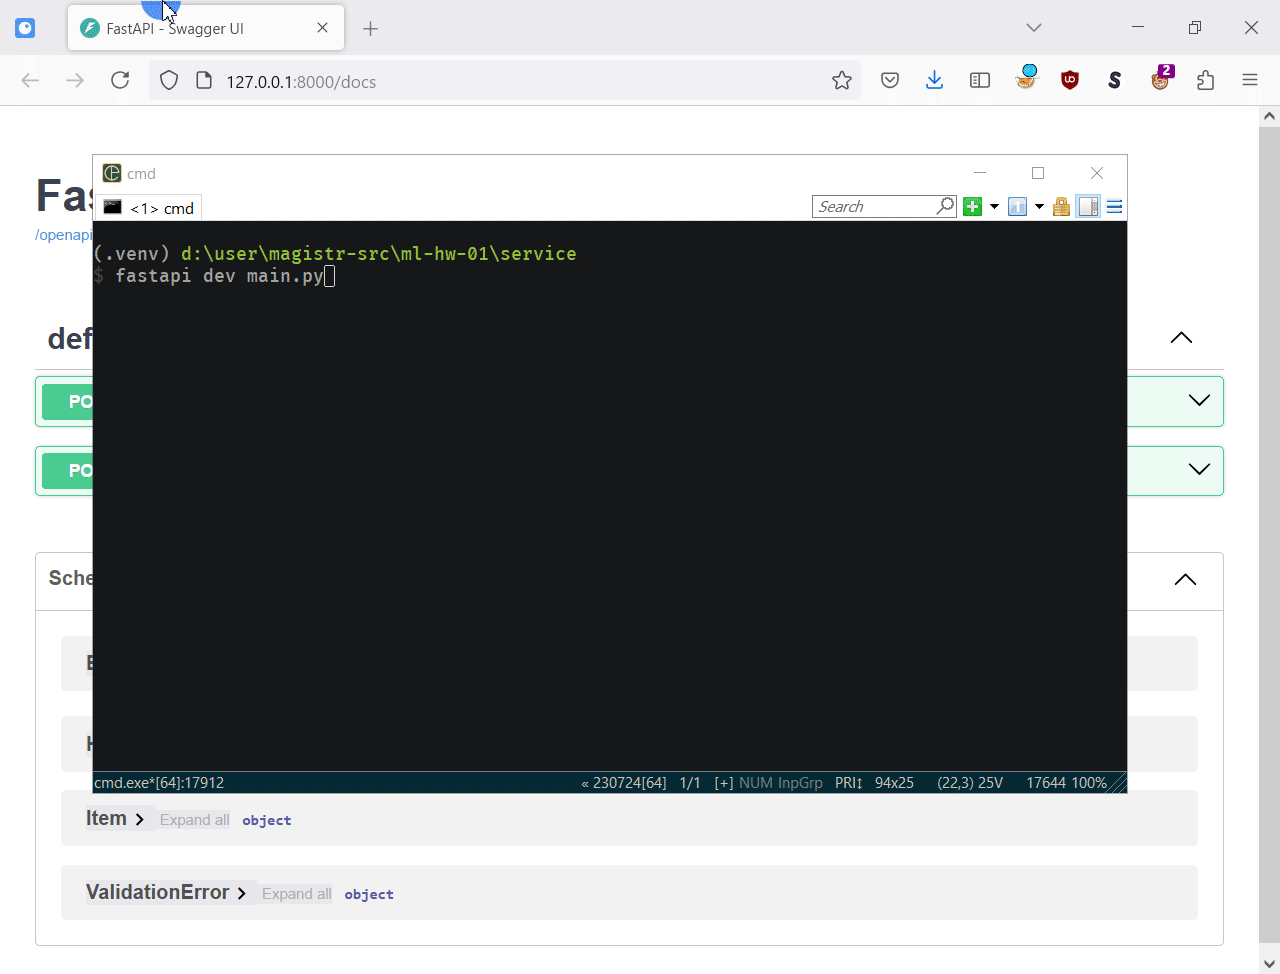 FastAPI - Swagger UI
127.0.0.1:8000/docs
2
Fas
/openapi
cmd
<1> cmd
Search
(.venv) d:\user\magistr-src\ml-hw-01\service
$ fastapi dev main.py
def
PO
PO
Sche
cmd.exe*[64]:17912
« 230724[64] 1/1 [+] NUM InpGrp PRI↕ 94x25 (22,3) 25V 17644 100%
Item Expand all object
ValidationError Expand all object